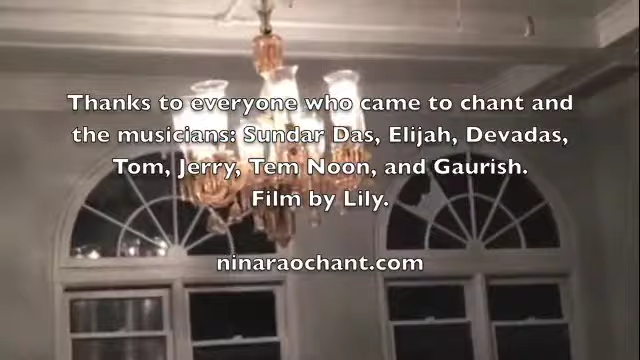 Thanks to everyone who came to chant and
the musicians: Sundar Das, Elijah, Devadas,
Tom, Jerry, Tem Noon, and Gaurish.
Film by Lily.
ninaraochant.com